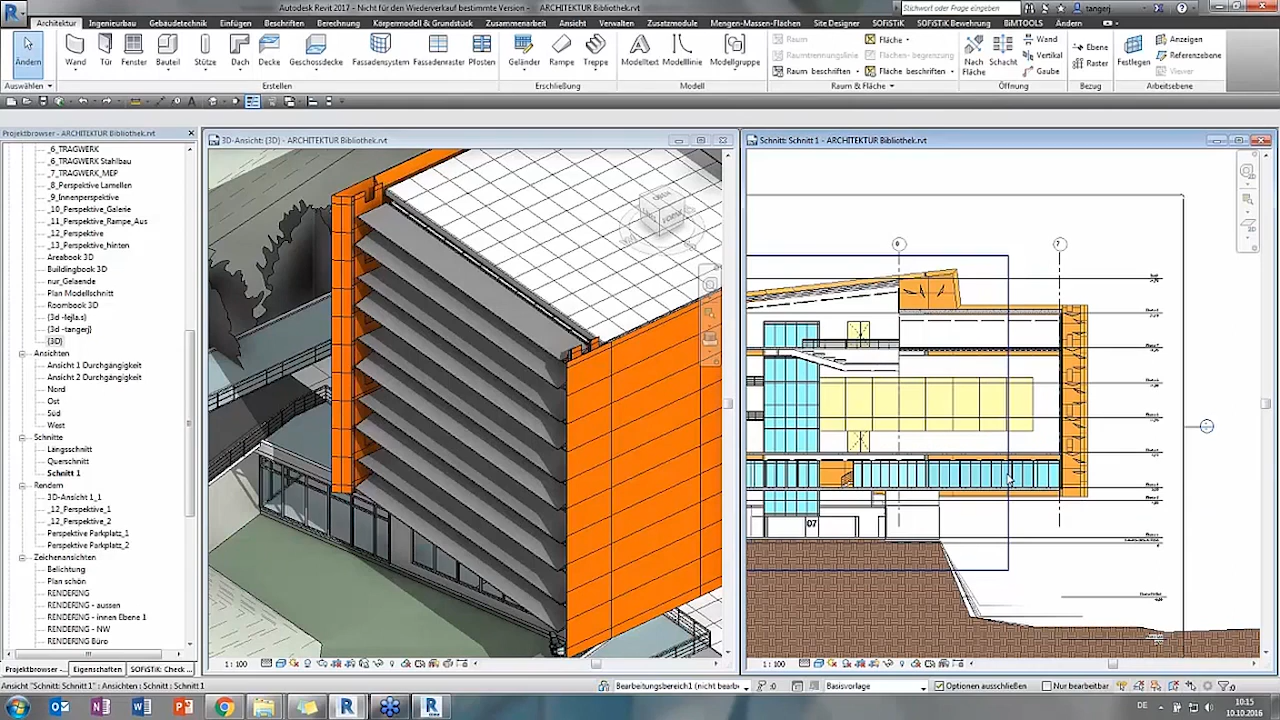 Autodesk Revit 2017 - Nicht für den Wiederverkauf bestimmte Version - ARCHITEKTUR Bibliothek.rvt
Suchbegriff oder Frage eingeben
tangerj
Architektur Ingenieurbau Gebäudetechnik Einfügen Beschriften Berechnung Körpermodell & Grundstück Zusammenarbeit Ansicht Verwalten Zusatzmodule Mengen-Massen-Flächen Site Designer SOFiSTiK SOFiSTiK Bewehrung BiMTOOLS Ändern
Ändern Wand Tür Fenster Bauteil Stütze Dach Decke Geschossdecke Fassadensystem Fassadenraster Pfosten Geländer Rampe Treppe Modelltext Modelllinie Modellgruppe
Raum
Raumtrennungslinie
Raum beschriften
Fläche
Flächen- begrenzung
Fläche beschriften
Nach Fläche
Schacht
Wand
Vertikal
Gaube
Ebene
Raster
Festlegen
Anzeigen
Referenzebene
Viewer
Auswählen Erstellen Erschließung Modell Raum & Fläche Öffnung Bezug Arbeitsebene
Projektbrowser - ARCHITEKTUR Bibliothek.rvt
_6_TRAGWERK
_6_TRAGWERK Stahlbau
_7_TRAGWERK_MEP
_8_Perspektive Lamellen
_9_Innenperspektive
_10_Perspektive_Galerie
_11_Perspektive_Rampe_Aus
_12_Perspektive
_13_Perspektive_hinten
Areabook 3D
Buildingbook 3D
nur_Gelaende
Plan Modellschnitt
Roombook 3D
{3d -lejla.s}
{3d -tangerj}
{3D}
Ansichten
Ansicht 1 Durchgängigkeit
Ansicht 2 Durchgängigkeit
Nord
Ost
Süd
West
Schnitte
Längsschnitt
Querschnitt
Schnitt 1
Rendern
3D-Ansicht 1_1
_12_Perspektive_1
_12_Perspektive_2
Perspektive Parkplatz_1
Perspektive Parkplatz_2
Zeichenansichten
Belichtung
Plan schön
RENDERING
RENDERING - aussen
RENDERING - innen Ebene 1
RENDERING - NW
RENDERING Büro
Projektbrowser -... Eigenschaften SOFiSTiK: Check ...
3D-Ansicht: {3D} - ARCHITEKTUR Bibliothek.rvt
1 : 100
Schnitt: Schnitt 1 - ARCHITEKTUR Bibliothek.rvt
6
7
07
1 : 100
Ansicht "Schnitt: Schnitt 1" : Ansichten : Schnitt : Schnitt 1
Bearbeitungsbereich1 (nicht bearbe
:0
Basisvorlage
Optionen ausschließen
Nur bearbeitbar
:0
DE
10:15
10.10.2016